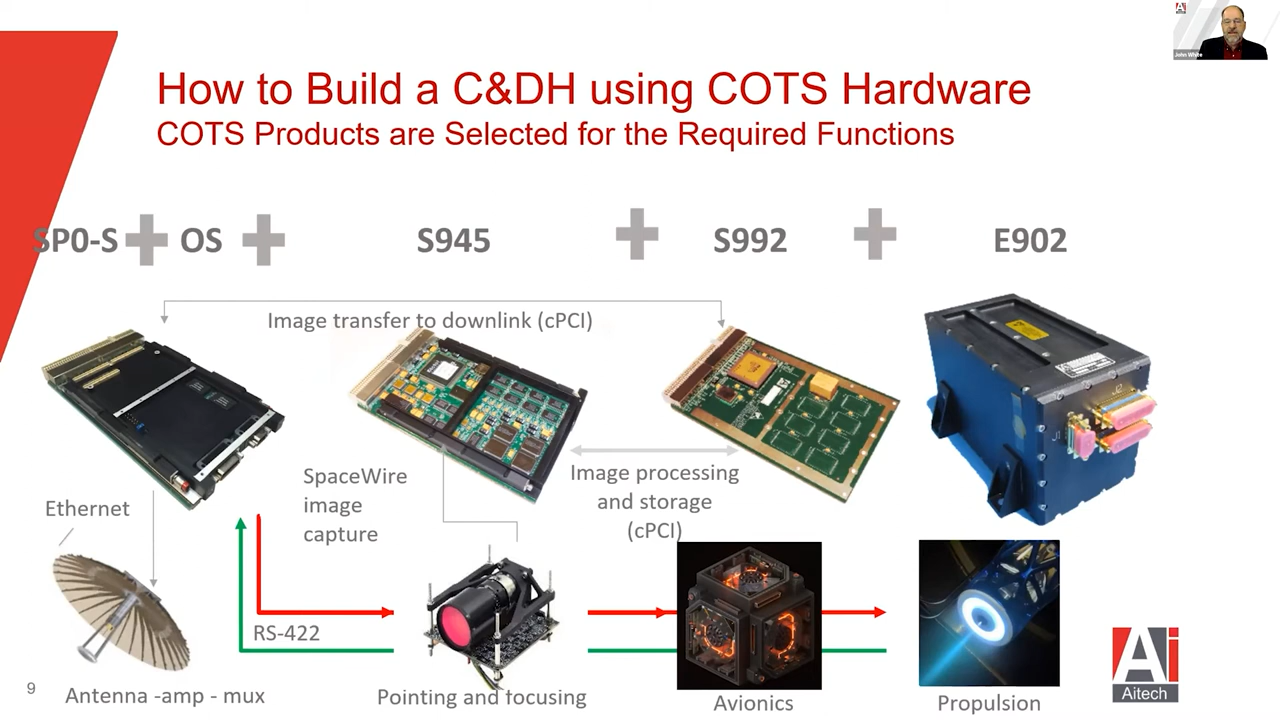 Ai
Aitech
John White
How to Build a C&DH using COTS Hardware
COTS Products are Selected for the Required Functions
SP0-S + OS + S945 + S992 + E902
Image transfer to downlink (cPCI)
SpaceWire
image
capture
Image processing
and storage
(cPCI)
Ethernet
RS-422
Antenna -amp - mux
Pointing and focusing
Avionics
Propulsion
Ai
Aitech
9